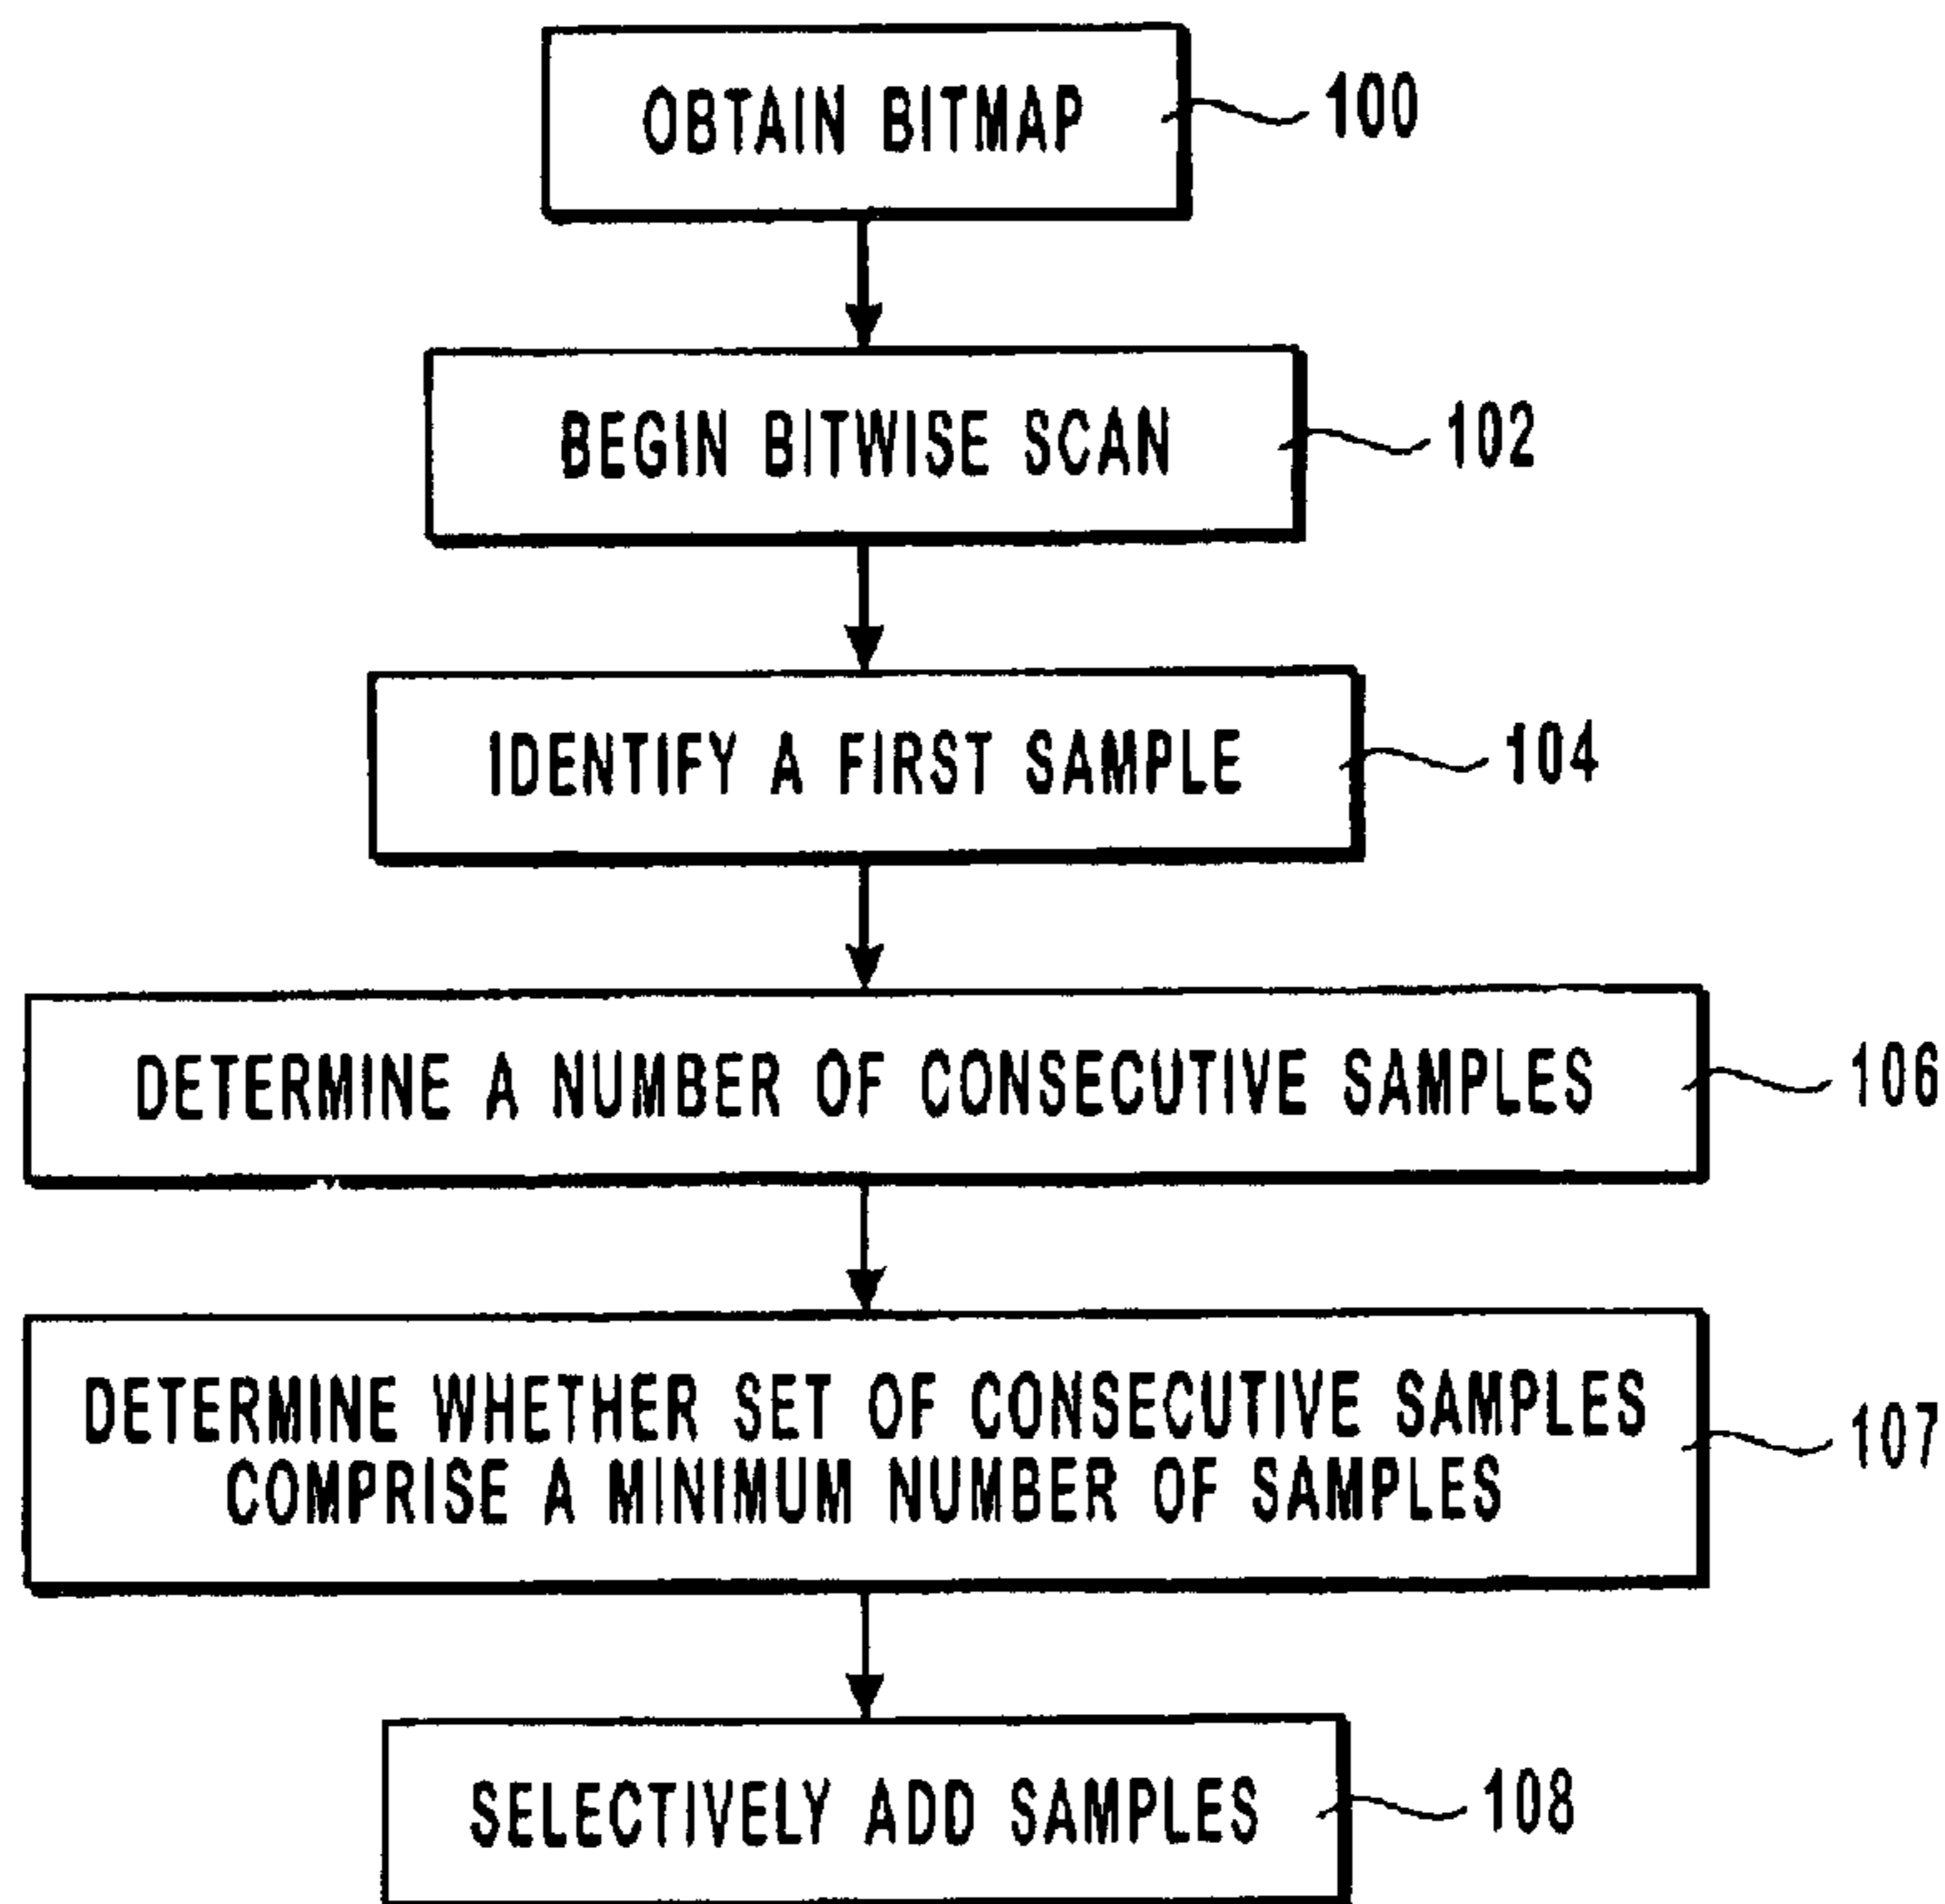 OBTAIN BITMAP 100
BEGIN BITWISE SCAN 102
IDENTIFY A FIRST SAMPLE 104
DETERMINE A NUMBER OF CONSECUTIVE SAMPLES 106
DETERMINE WHETHER SET OF CONSECUTIVE SAMPLES
COMPRISE A MINIMUM NUMBER OF SAMPLES 107
SELECTIVELY ADD SAMPLES 108